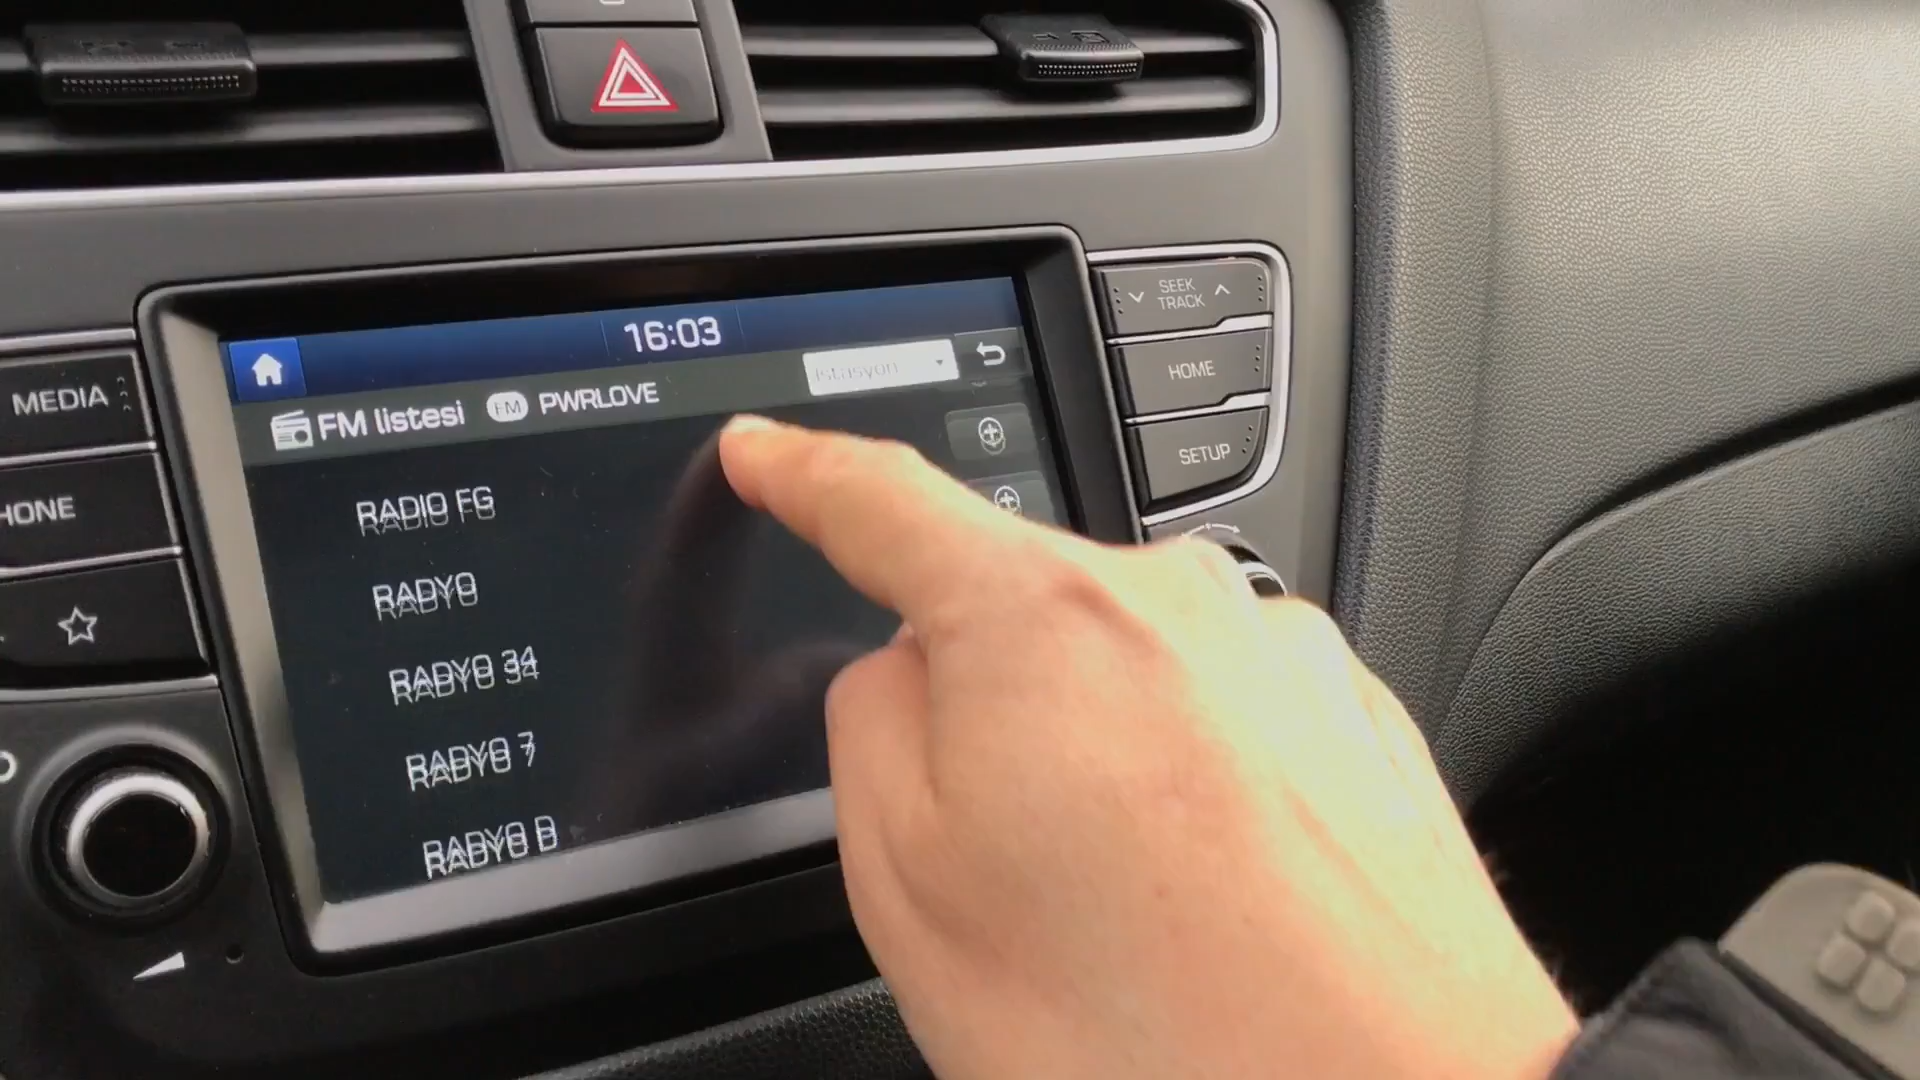 SEEK
TRACK
16:03
MEDIA
istasyon
HOME
FM listesi FM PWRLOVE
SETUP
RADIO FG
HONE
RADYO
RADYO 34
RADYO 7
RADYO D